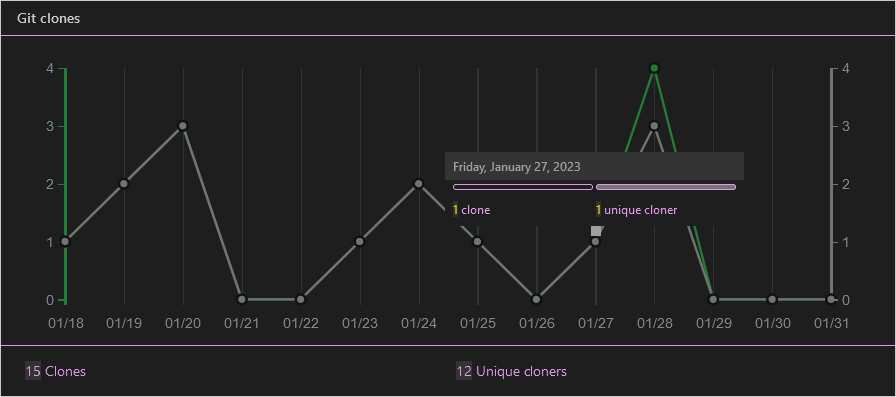 Git clones
4 4
3 3
Friday, January 27, 2023
2 2
1 clone 1 unique cloner
1 1
0 0
01/18 01/19 01/20 01/21 01/22 01/23 01/24 01/25 01/26 01/27 01/28 01/29 01/30 01/31
15 Clones 12 Unique cloners